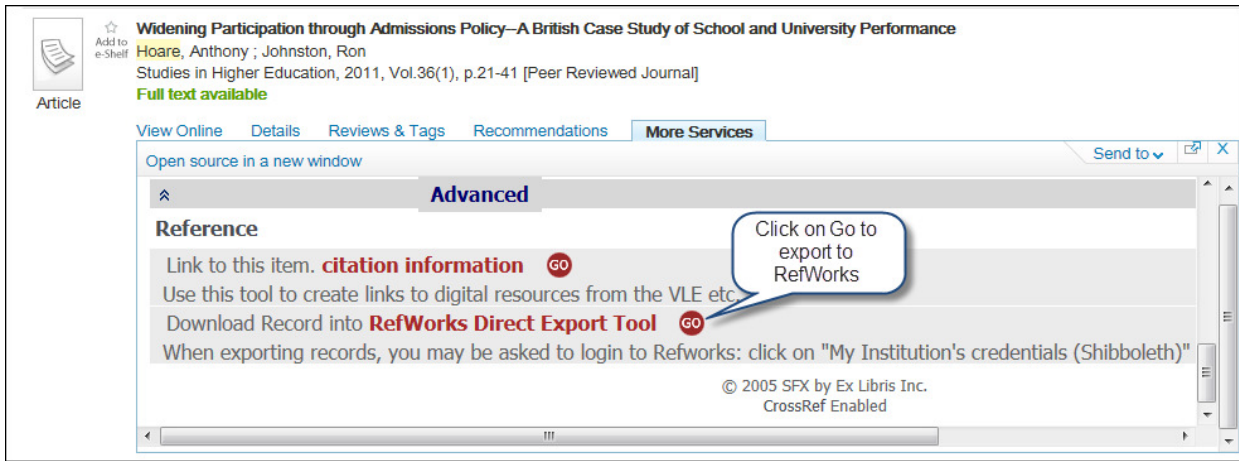 Widening Participation through Admissions Policy--A British Case Study of School and University Performance
Add to
e-Shelf
Hoare, Anthony ; Johnston, Ron
Studies in Higher Education, 2011, Vol.36(1), p.21-41 [Peer Reviewed Journal]
Full text available
Article
View Online Details Reviews & Tags Recommendations More Services
Open source in a new window
Send to
X
Advanced
Reference
Click on Go to
export to
RefWorks
Link to this item. citation information GO
Use this tool to create links to digital resources from the VLE etc.
Download Record into RefWorks Direct Export Tool GO
When exporting records, you may be asked to login to Refworks: click on "My Institution's credentials (Shibboleth)"
© 2005 SFX by Ex Libris Inc.
CrossRef Enabled